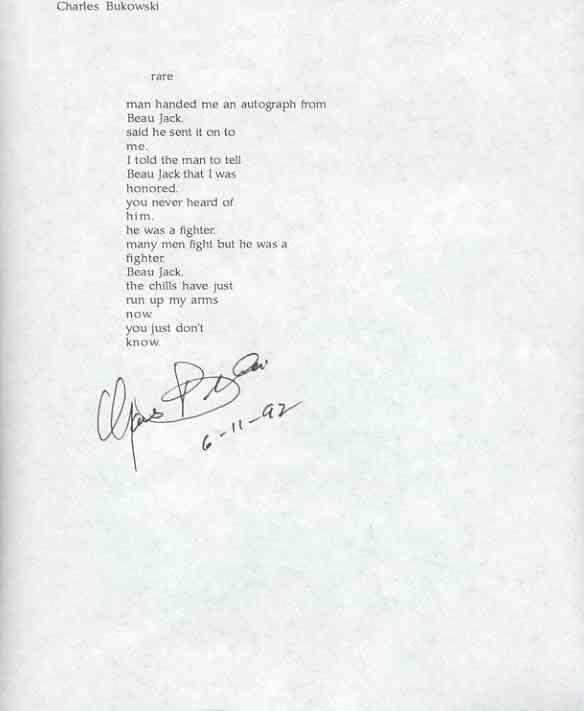 Charles Bukowski
rare
man handed me an autograph from
Beau Jack.
said he sent it on to
me.
I told the man to tell
Beau Jack that I was
honored.
you never heard of
him.
he was a fighter.
many men fight but he was a
fighter.
Beau Jack.
the chills have just
run up my arms
now.
you just don't
know.
6-11-92